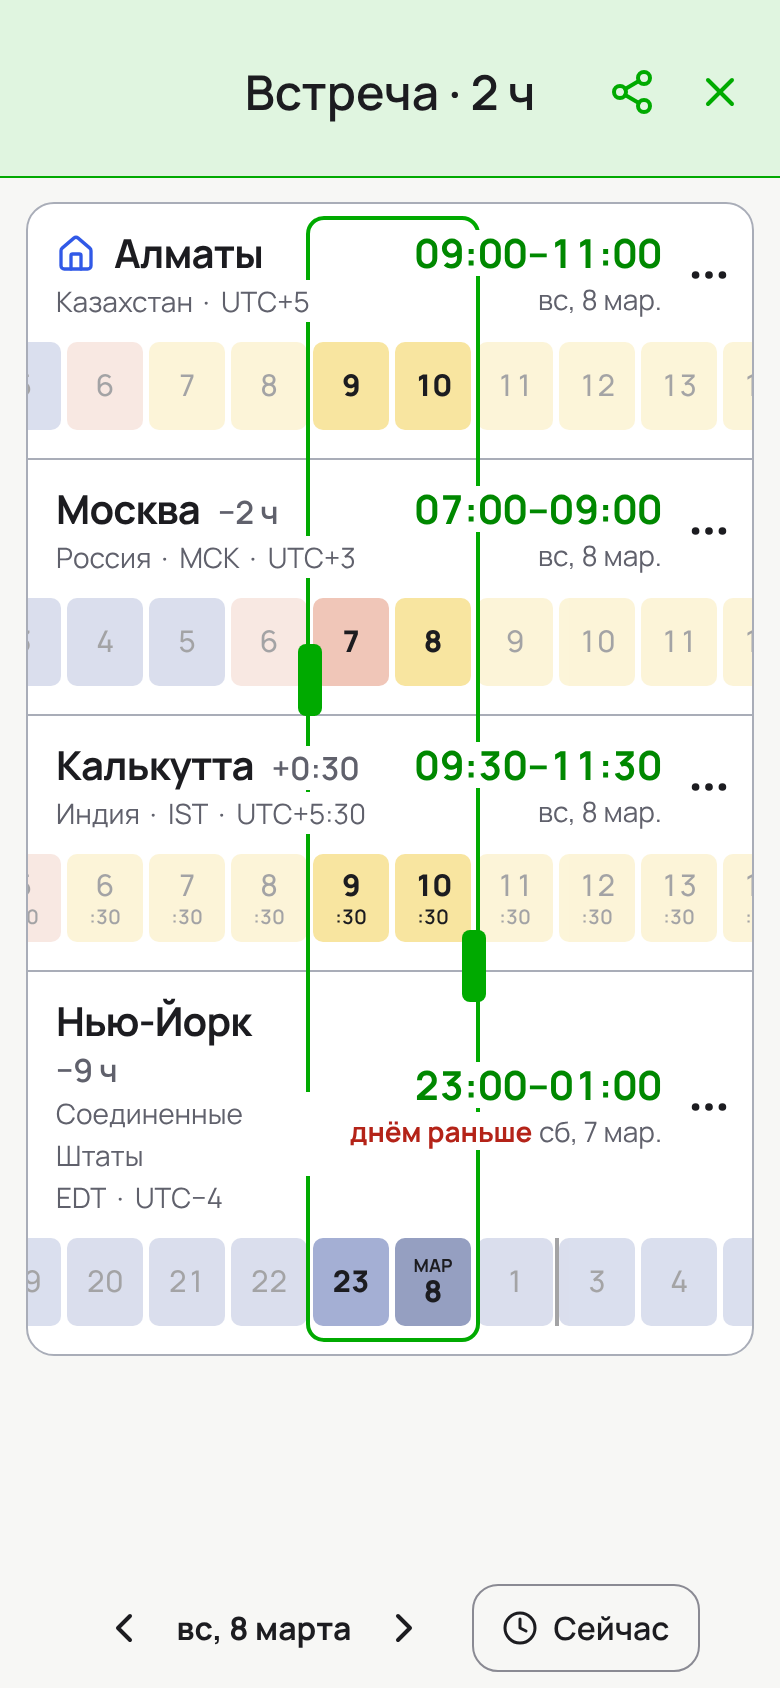 Встреча · 2 ч
Алматы 09:00–11:00
Казахстан · UTC+5 вс, 8 мар.
6 7 8 9 10 11 12 13
Москва −2 ч 07:00–09:00
Россия · МСК · UTC+3 вс, 8 мар.
4 5 6 7 8 9 10 11
Калькутта +0:30 09:30–11:30
Индия · IST · UTC+5:30 вс, 8 мар.
6 7 8 9 10 11 12 13
:30 :30 :30 :30 :30 :30 :30 :30
Нью-Йорк
−9 ч 23:00–01:00
Соединенные
Штаты
днём раньше сб, 7 мар.
EDT · UTC−4
МАР
9 20 21 22 23 8 1 3 4
вс, 8 марта Сейчас